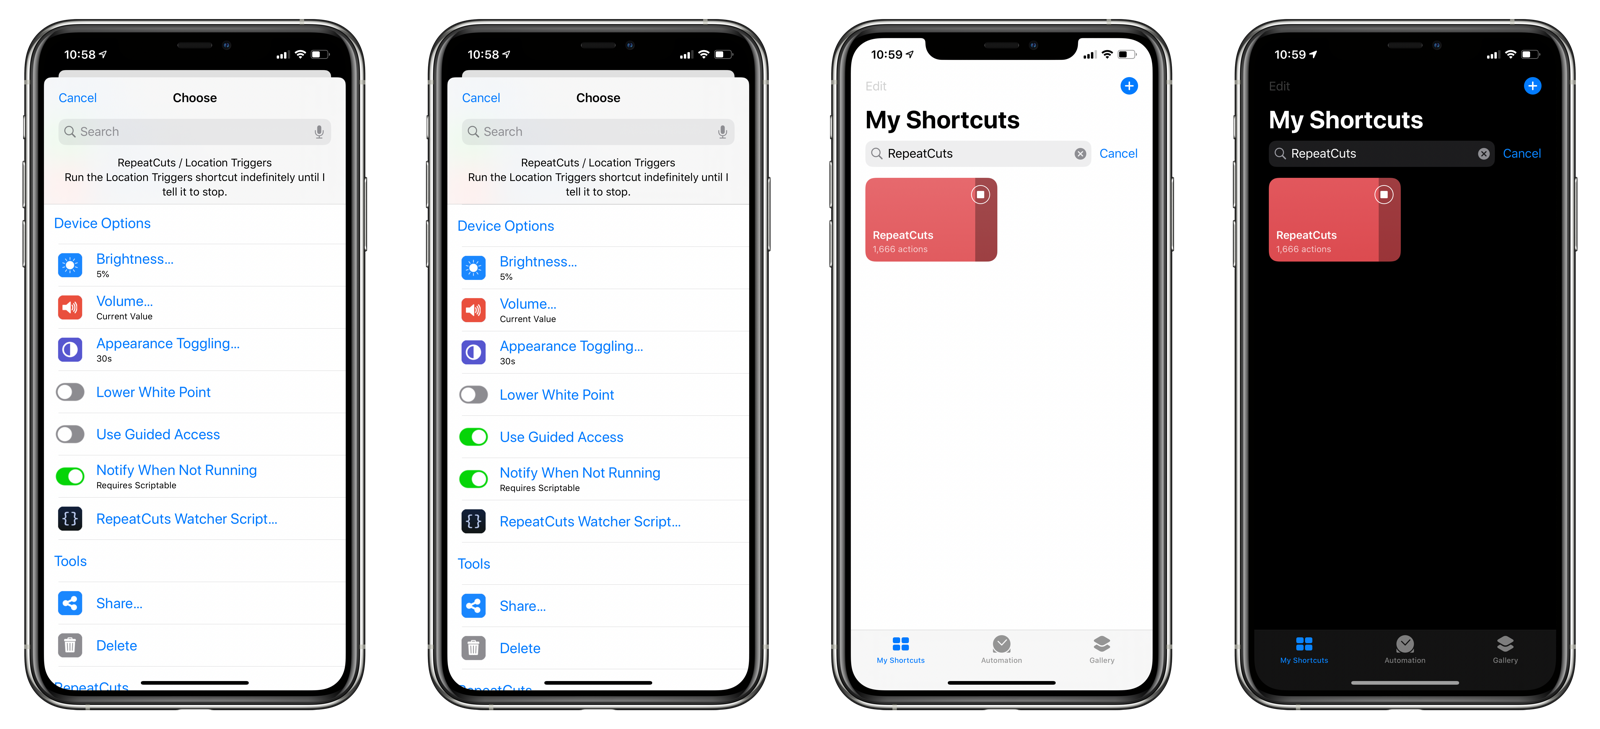 10:58
Cancel
Choose
Search
RepeatCuts / Location Triggers
Run the Location Triggers shortcut indefinitely until I
tell it to stop.
Device Options
Brightness...
5%
Volume...
Current Value
Appearance Toggling...
30s
Lower White Point
Use Guided Access
Notify When Not Running
Requires Scriptable
{}
RepeatCuts Watcher Script...
Tools
Share...
Delete
RepeatCuts
10:58
Cancel
Choose
Search
RepeatCuts / Location Triggers
Run the Location Triggers shortcut indefinitely until I
tell it to stop.
Device Options
Brightness...
5%
Volume...
Current Value
Appearance Toggling...
30s
Lower White Point
Use Guided Access
Notify When Not Running
Requires Scriptable
{}
RepeatCuts Watcher Script...
Tools
Share...
Delete
RepeatCuts
10:59
Edit
My Shortcuts
RepeatCuts
Cancel
RepeatCuts
1,666 actions
My Shortcuts
Automation
Gallery
10:59
Edit
My Shortcuts
RepeatCuts
Cancel
RepeatCuts
1,666 actions
My Shortcuts
Automation
Gallery